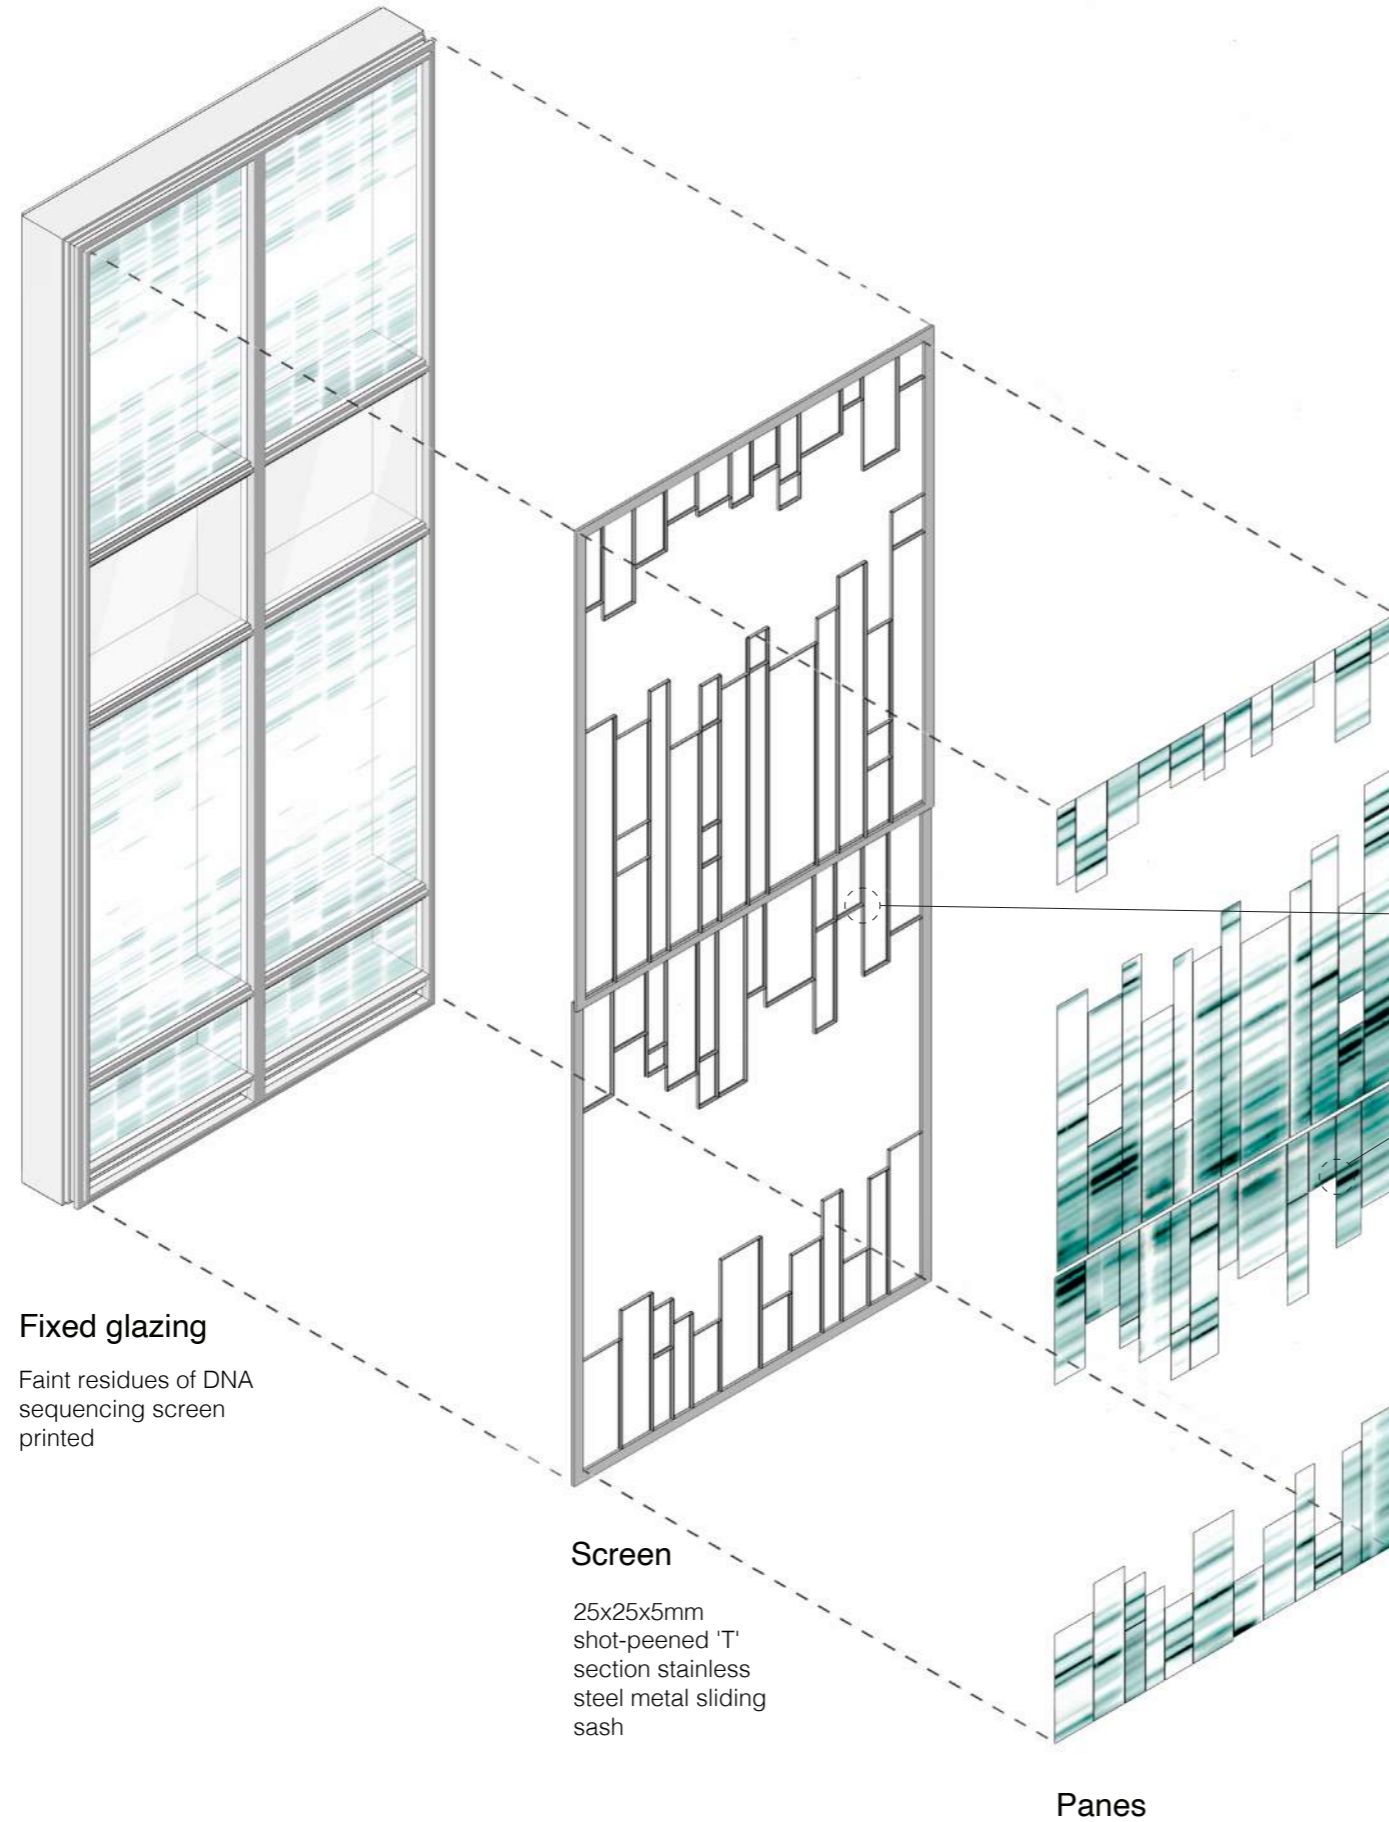 Fixed glazing
Faint residues of DNA
sequencing screen
printed
Screen
25x25x5mm
shot-peened 'T'
section stainless
steel metal sliding
sash
Panes